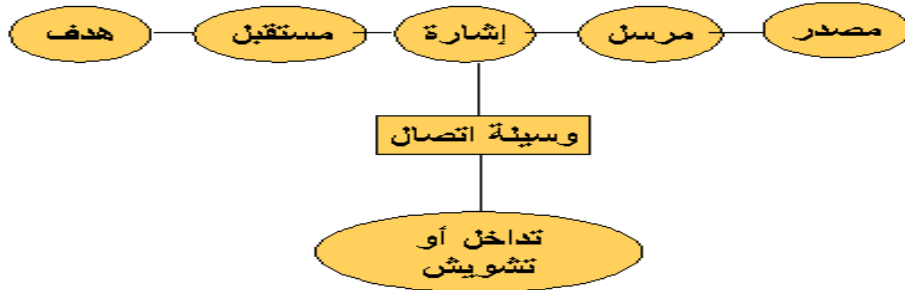 مصدر
مرسل
إشارة
مستقبل
هدف
وسيلة اتصال
تداخل أو
تشويش